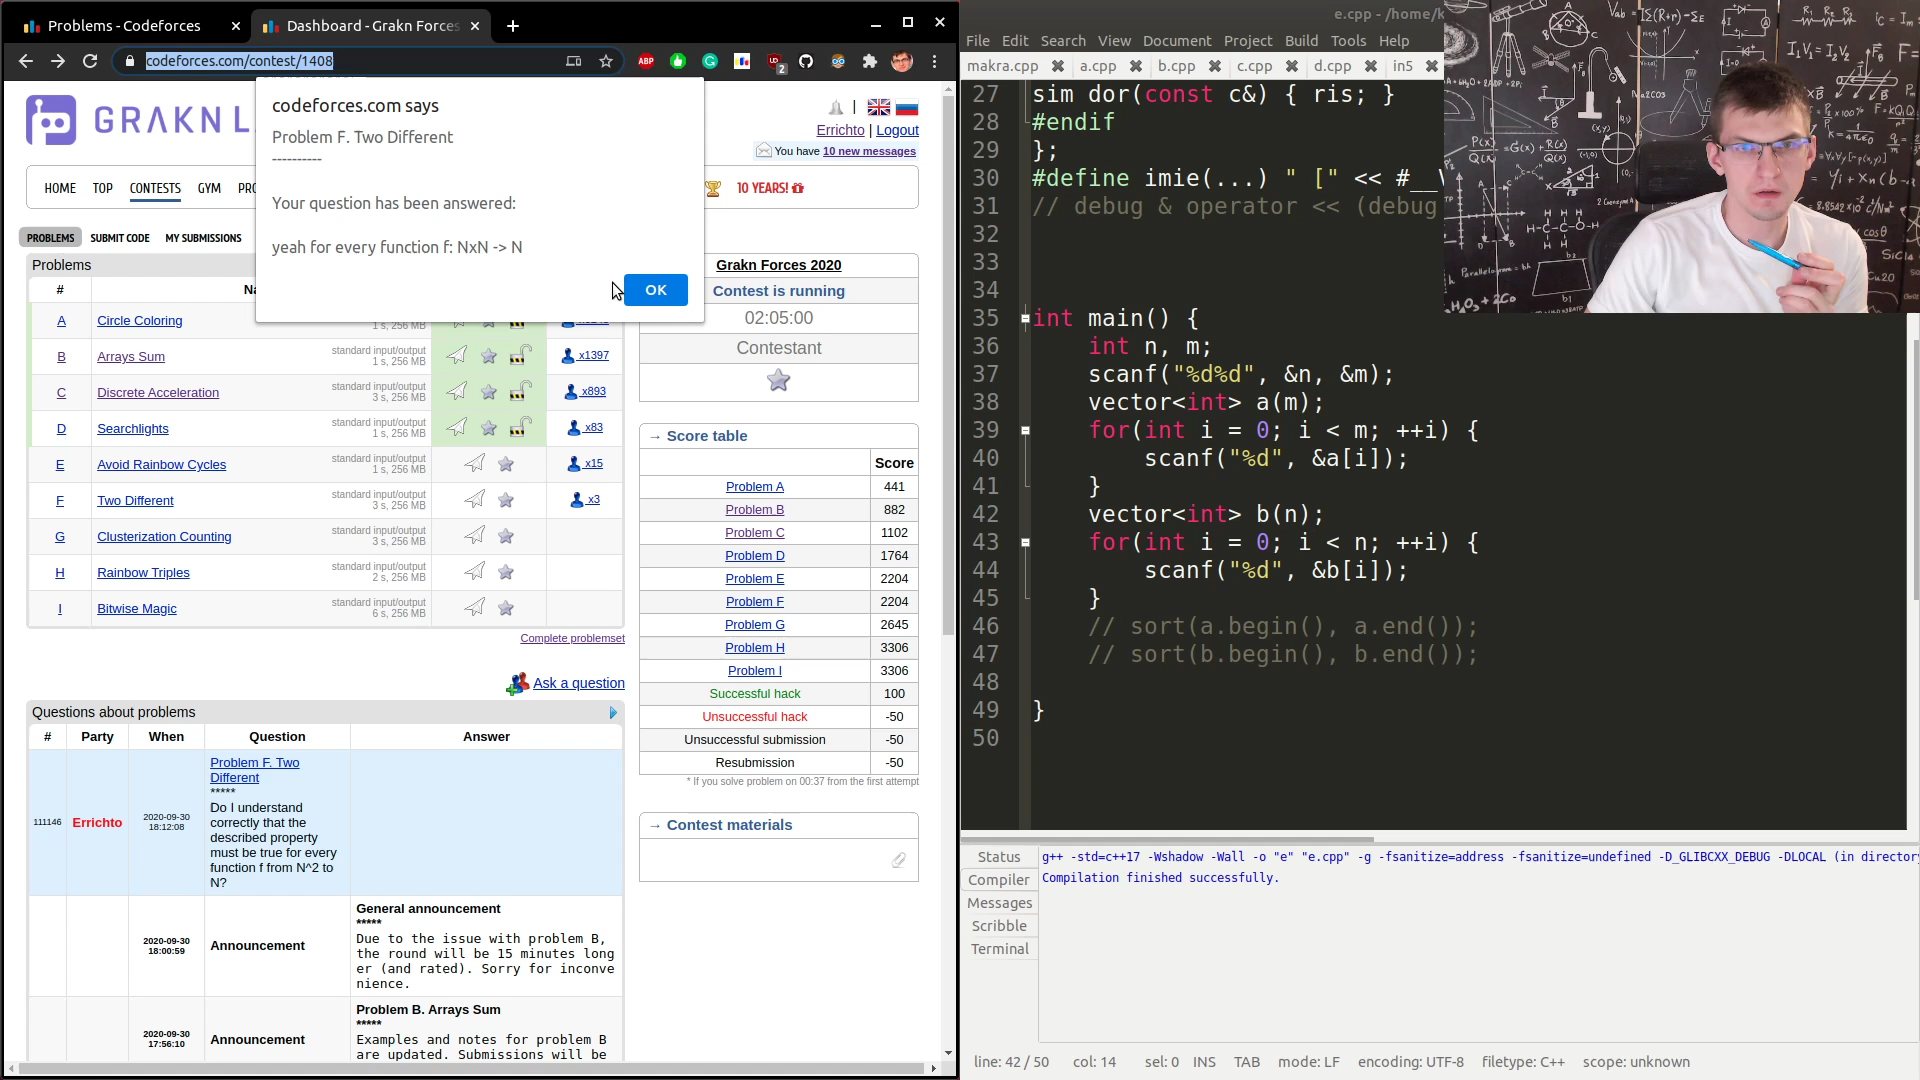 Problems - Codeforces
Dashboard - Grakn Forces
codeforces.com/contest/1408
ABP
2
GRAKN L
codeforces.com says
Problem F. Two Different
----------
Your question has been answered:
yeah for every function f: NxN -> N
OK
Errichto | Logout
You have 10 new messages
HOME TOP CONTESTS GYM PRO
10 YEARS!
PROBLEMS SUBMIT CODE MY SUBMISSIONS
Problems
# Na
1 s, 256 MB
A Circle Coloring
B Arrays Sum standard input/output x1397
1 s, 256 MB
C Discrete Acceleration standard input/output x893
3 s, 256 MB
D Searchlights standard input/output x83
1 s, 256 MB
E Avoid Rainbow Cycles standard input/output x15
1 s, 256 MB
F Two Different standard input/output x3
3 s, 256 MB
G Clusterization Counting standard input/output
3 s, 256 MB
H Rainbow Triples standard input/output
2 s, 256 MB
I Bitwise Magic standard input/output
6 s, 256 MB
Complete problemset
Ask a question
Questions about problems
# Party When Question Answer
111146 Errichto 2020-09-30 18:12:08
Problem F. Two
Different
*****
Do I understand
correctly that the
described property
must be true for every
function f from N^2 to
N?
2020-09-30
18:00:59
Announcement
General announcement
*****
Due to the issue with problem B,
the round will be 15 minutes long
er (and rated). Sorry for inconve
nience.
2020-09-30
17:56:10
Announcement
Problem B. Arrays Sum
*****
Examples and notes for problem B
are updated. Submissions will be
Grakn Forces 2020
Contest is running
02:05:00
Contestant
→ Score table
Score
Problem A 441
Problem B 882
Problem C 1102
Problem D 1764
Problem E 2204
Problem F 2204
Problem G 2645
Problem H 3306
Problem I 3306
Successful hack 100
Unsuccessful hack -50
Unsuccessful submission -50
Resubmission -50
* If you solve problem on 00:37 from the first attempt
→ Contest materials
e.cpp - /home/k
File Edit Search View Document Project Build Tools Help
makra.cpp a.cpp b.cpp c.cpp d.cpp in5
27 sim dor(const c&) { ris; }
28 #endif
29 };
30 #define imie(...) " [" << #__V
31 // debug & operator << (debug
32
33
34
35 int main() {
36 int n, m;
37 scanf("%d%d", &n, &m);
38 vector<int> a(m);
39 for(int i = 0; i < m; ++i) {
40 scanf("%d", &a[i]);
41 }
42 vector<int> b(n);
43 for(int i = 0; i < n; ++i) {
44 scanf("%d", &b[i]);
45 }
46 // sort(a.begin(), a.end());
47 // sort(b.begin(), b.end());
48
49 }
50
Status
Compiler
Messages
Scribble
Terminal
g++ -std=c++17 -Wshadow -Wall -o "e" "e.cpp" -g -fsanitize=address -fsanitize=undefined -D_GLIBCXX_DEBUG -DLOCAL (in directory
Compilation finished successfully.
line: 42 / 50 col: 14 sel: 0 INS TAB mode: LF encoding: UTF-8 filetype: C++ scope: unknown